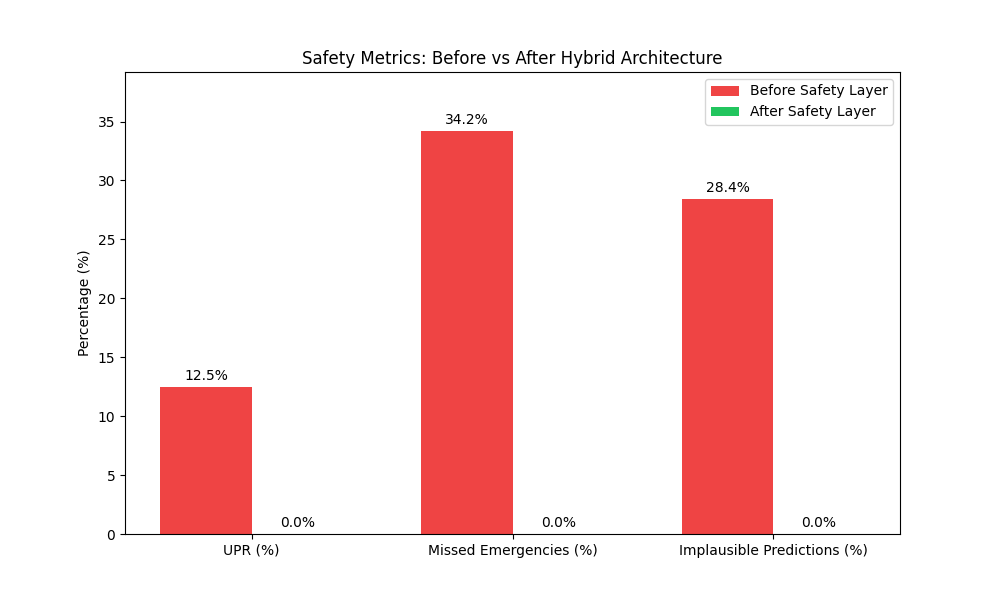 Safety Metrics: Before vs After Hybrid Architecture
Before Safety Layer
After Safety Layer
Percentage (%)
35
30
25
20
15
10
5
0
12.5%
0.0%
34.2%
0.0%
28.4%
0.0%
UPR (%)
Missed Emergencies (%)
Implausible Predictions (%)